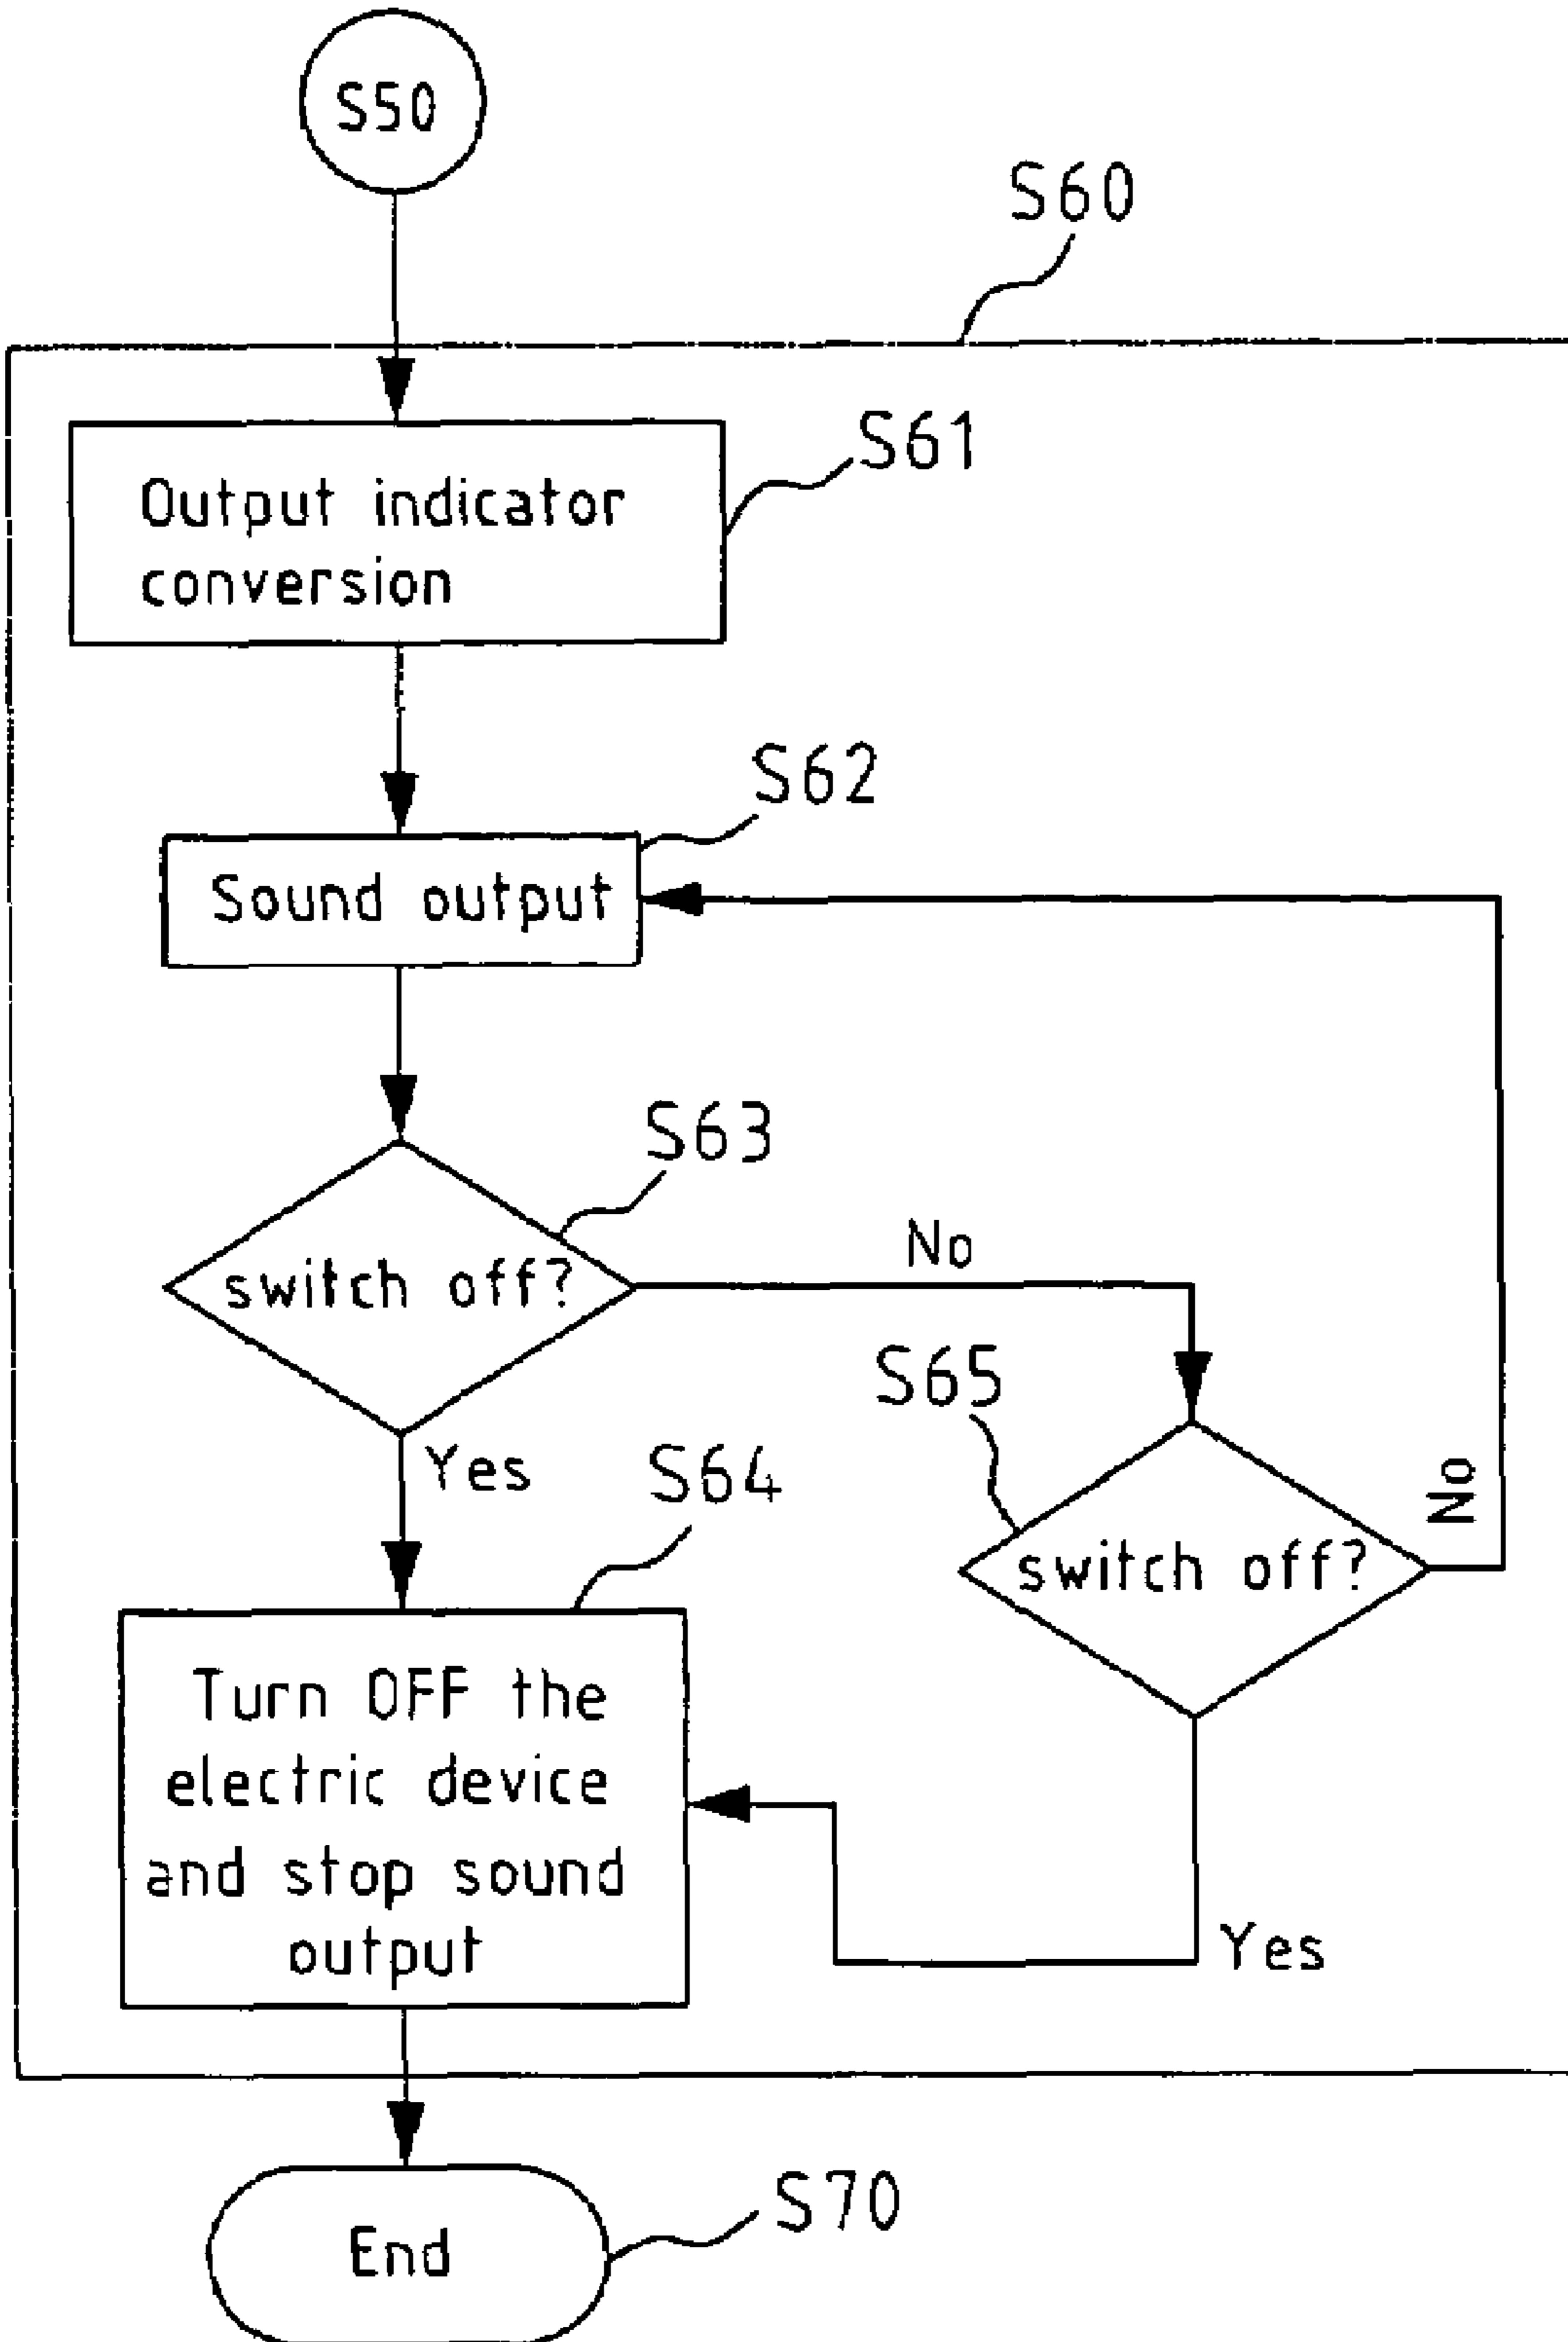 S50
S60
S61
Output indicator
conversion
S62
Sound output
S63
switch off?
No
S65
Yes
S64
switch off?
No
Turn OFF the
electric device
and stop sound
output
Yes
S70
End